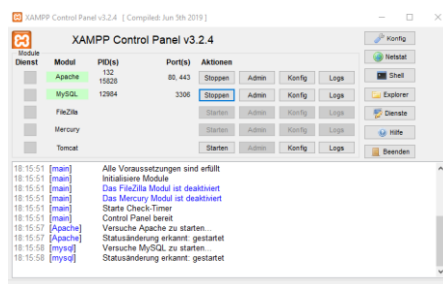 XAMPP Control Panel v3.2.4 [ Compiled: Jun 5th 2019 ]
XAMPP Control Panel v3.2.4
Konfig
Module
Dienst Modul PID(s) Port(s) Aktionen
Netstat
Apache 132 15828 80, 443 Stoppen Admin Konfig Logs
Shell
MySQL 12984 3306 Stoppen Admin Konfig Logs
Explorer
FileZilla Starten Admin Konfig Logs
Dienste
Mercury Starten Admin Konfig Logs
Hilfe
Tomcat Starten Admin Konfig Logs
Beenden
18:15:51 [main] Alle Voraussetzungen sind erfüllt
18:15:51 [main] Initialisiere Module
18:15:51 [main] Das FileZilla Modul ist deaktiviert
18:15:51 [main] Das Mercury Modul ist deaktiviert
18:15:51 [main] Starte Check-Timer
18:15:51 [main] Control Panel bereit
18:15:57 [Apache] Versuche Apache zu starten...
18:15:57 [Apache] Statusänderung erkannt: gestartet
18:15:58 [mysql] Versuche MySQL zu starten...
18:15:58 [mysql] Statusänderung erkannt: gestartet